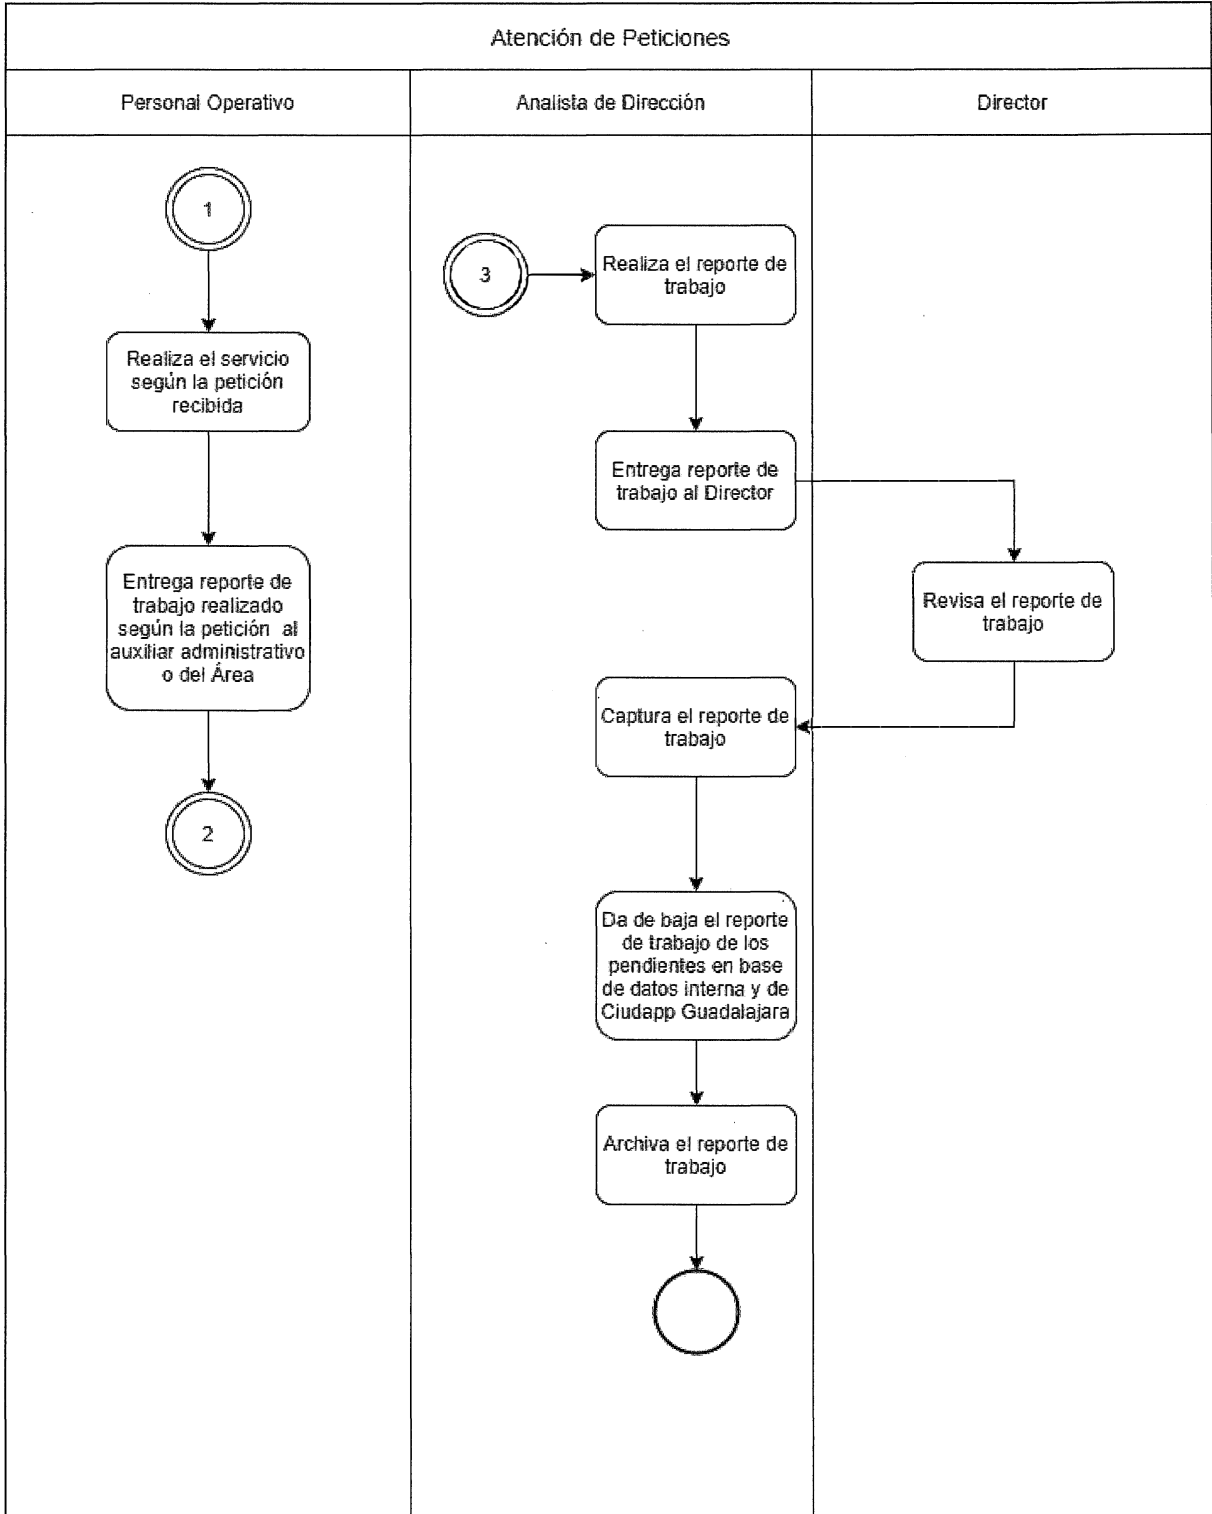 Atención de Peticiones
Personal Operativo
Analista de Dirección
Director
1
Realiza el servicio
según la petición
recibida
Entrega reporte de
trabajo realizado
según la petición al
auxiliar administrativo
o del Área
2
3
Realiza el reporte de
trabajo
Entrega reporte de
trabajo al Director
Revisa el reporte de
trabajo
Captura el reporte de
trabajo
Da de baja el reporte
de trabajo de los
pendientes en base
de datos interna y de
Ciudapp Guadalajara
Archiva el reporte de
trabajo